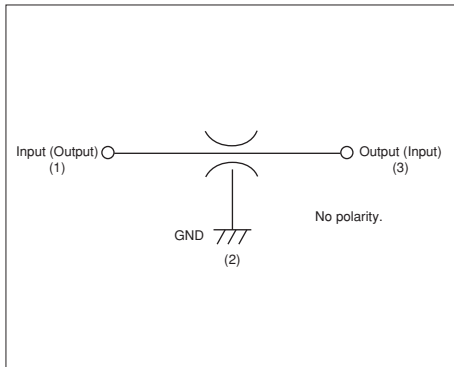 Input (Output)
(1)
Output (Input)
(3)
No polarity.
GND
(2)